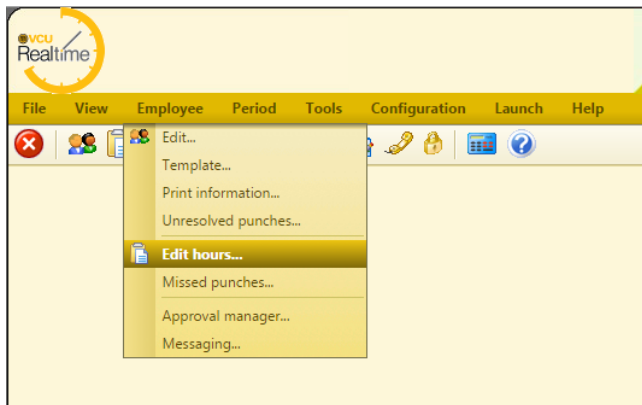 VCU
Realtime
File View Employee Period Tools Configuration Launch Help
Edit...
Template...
Print information...
Unresolved punches...
Edit hours...
Missed punches...
Approval manager...
Messaging...